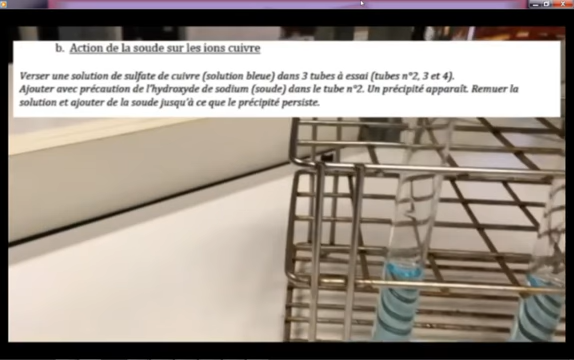 b. Action de la soude sur les ions cuivre
Verser une solution de sulfate de cuivre (solution bleue) dans 3 tubes à essai (tubes n°2, 3 et 4).
Ajouter avec précaution de l'hydroxyde de sodium (soude) dans le tube n°2. Un précipité apparaît. Remuer la
solution et ajouter de la soude jusqu'à ce que le précipité persiste.